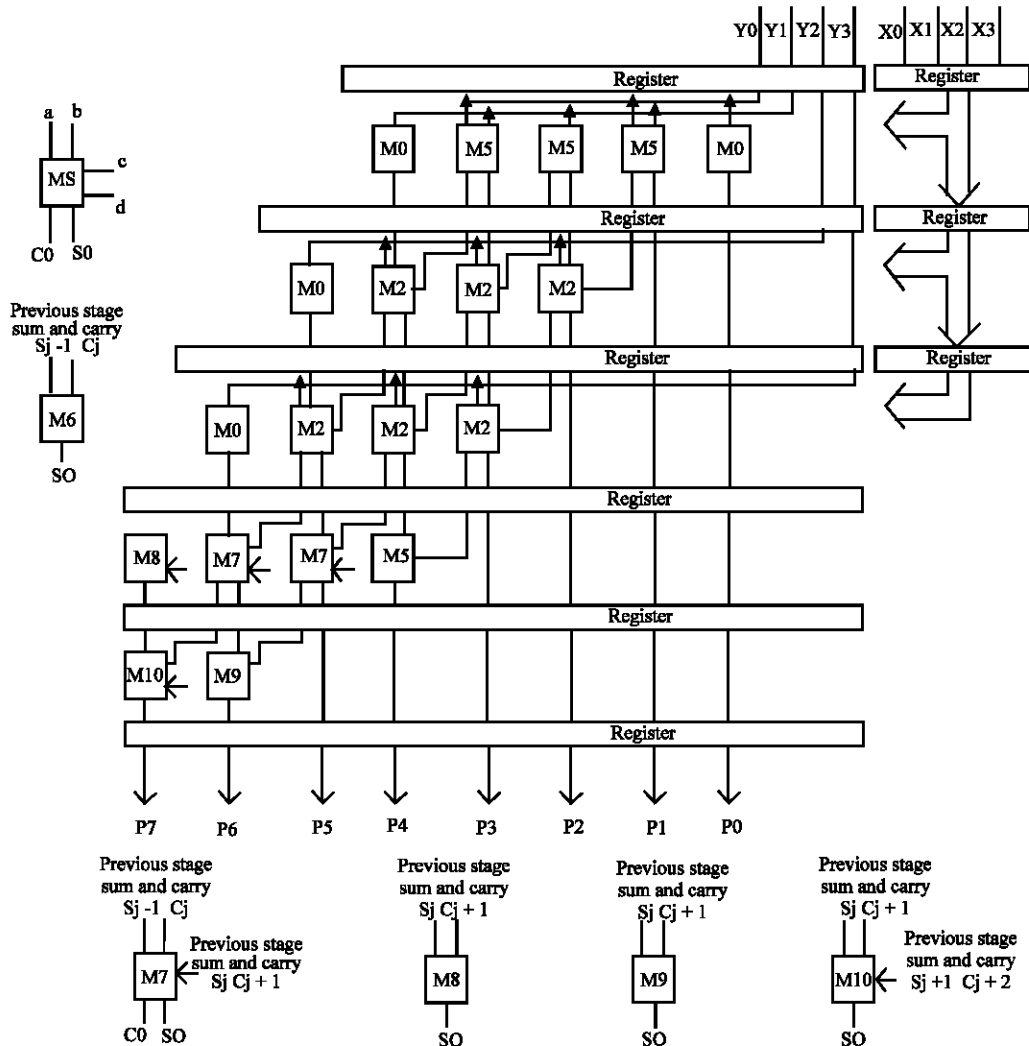 Y0 Y1 Y2 Y3 X0 X1 X2 X3
Register Register
a b
M0 M5 M5 M5 M0
MS c
d
C0 S0
Register Register
M0 M2 M2 M2
Previous stage
sum and carry
Sj -1 Cj
Register Register
M6
M0 M2 M2 M2
SO
Register
M8 M7 M7 M5
Register
M10 M9
Register
P7 P6 P5 P4 P3 P2 P1 P0
Previous stage
sum and carry
Sj -1 Cj
Previous stage
sum and carry
Sj Cj + 1
M7
C0 SO
Previous stage
sum and carry
Sj Cj + 1
M8
SO
Previous stage
sum and carry
Sj Cj + 1
M9
SO
Previous stage
sum and carry
Sj Cj + 1
Previous stage
sum and carry
Sj +1 Cj + 2
M10
SO